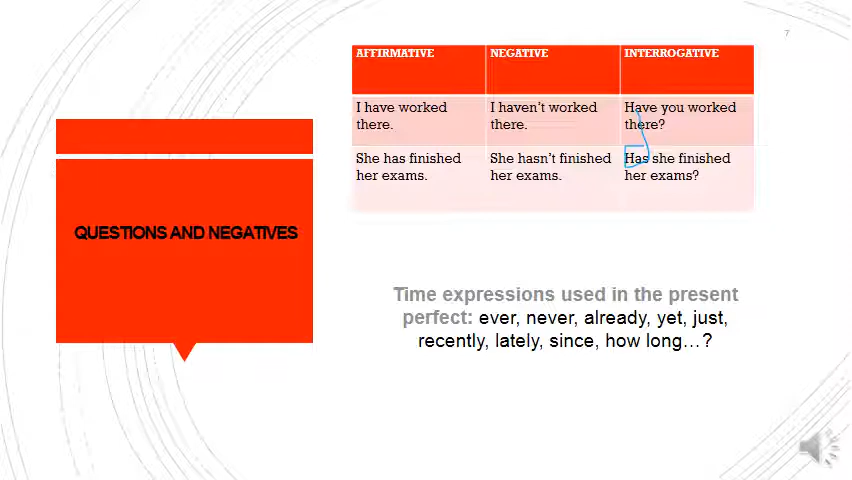 7
AFFIRMATIVE NEGATIVE INTERROGATIVE
I have worked there. I haven't worked there. Have you worked there?
She has finished her exams. She hasn't finished her exams. Has she finished her exams?
QUESTIONS AND NEGATIVES
Time expressions used in the present
perfect: ever, never, already, yet, just,
recently, lately, since, how long…?